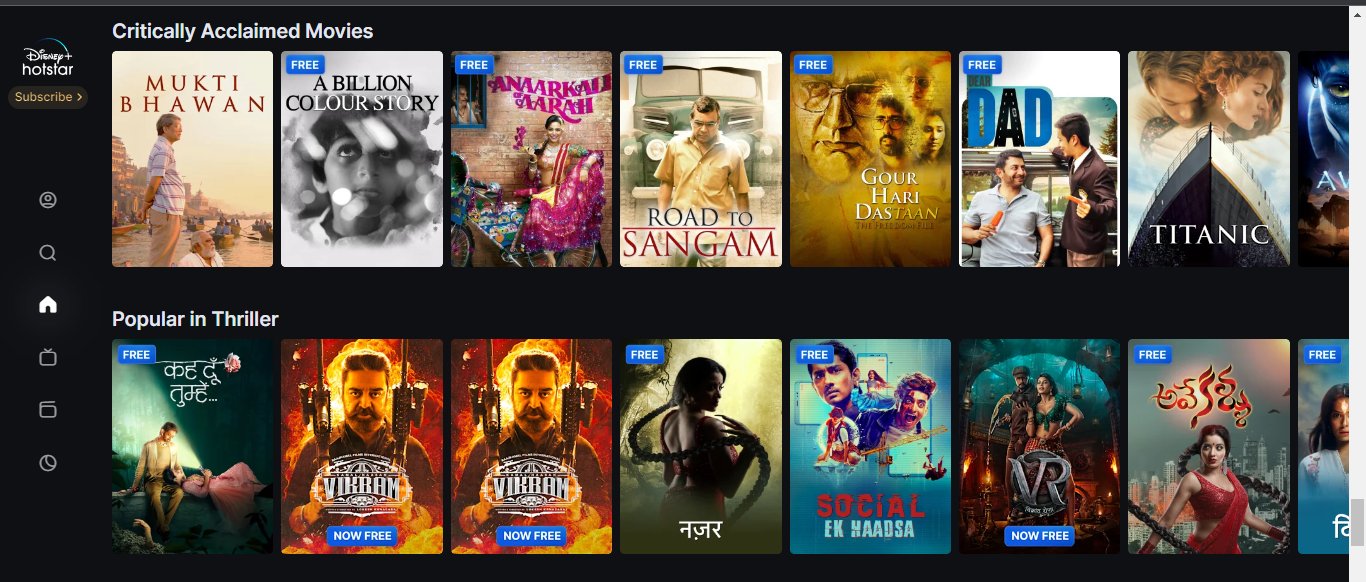 Critically Acclaimed Movies
Disney+
hotstar
Subscribe >
MUKTI
BHAWAN
FREE
A BILLION
COLOUR STORY
FREE
ANAARKALI
OF
AARAH
FREE
ROAD TO
SANGAM
FREE
GOUR
HARI
DASTAAN
THE FREEDOM FILE
FREE
DEAR
DAD
TITANIC
AV
Popular in Thriller
FREE
कह दूँ
तुम्हें...
VIKRAM
NOW FREE
VIKRAM
NOW FREE
FREE
नज़र
FREE
SOCIAL
EK HAADSA
VR
विक्रांत रोणा
NOW FREE
FREE
అవే కళ్ళు
FREE